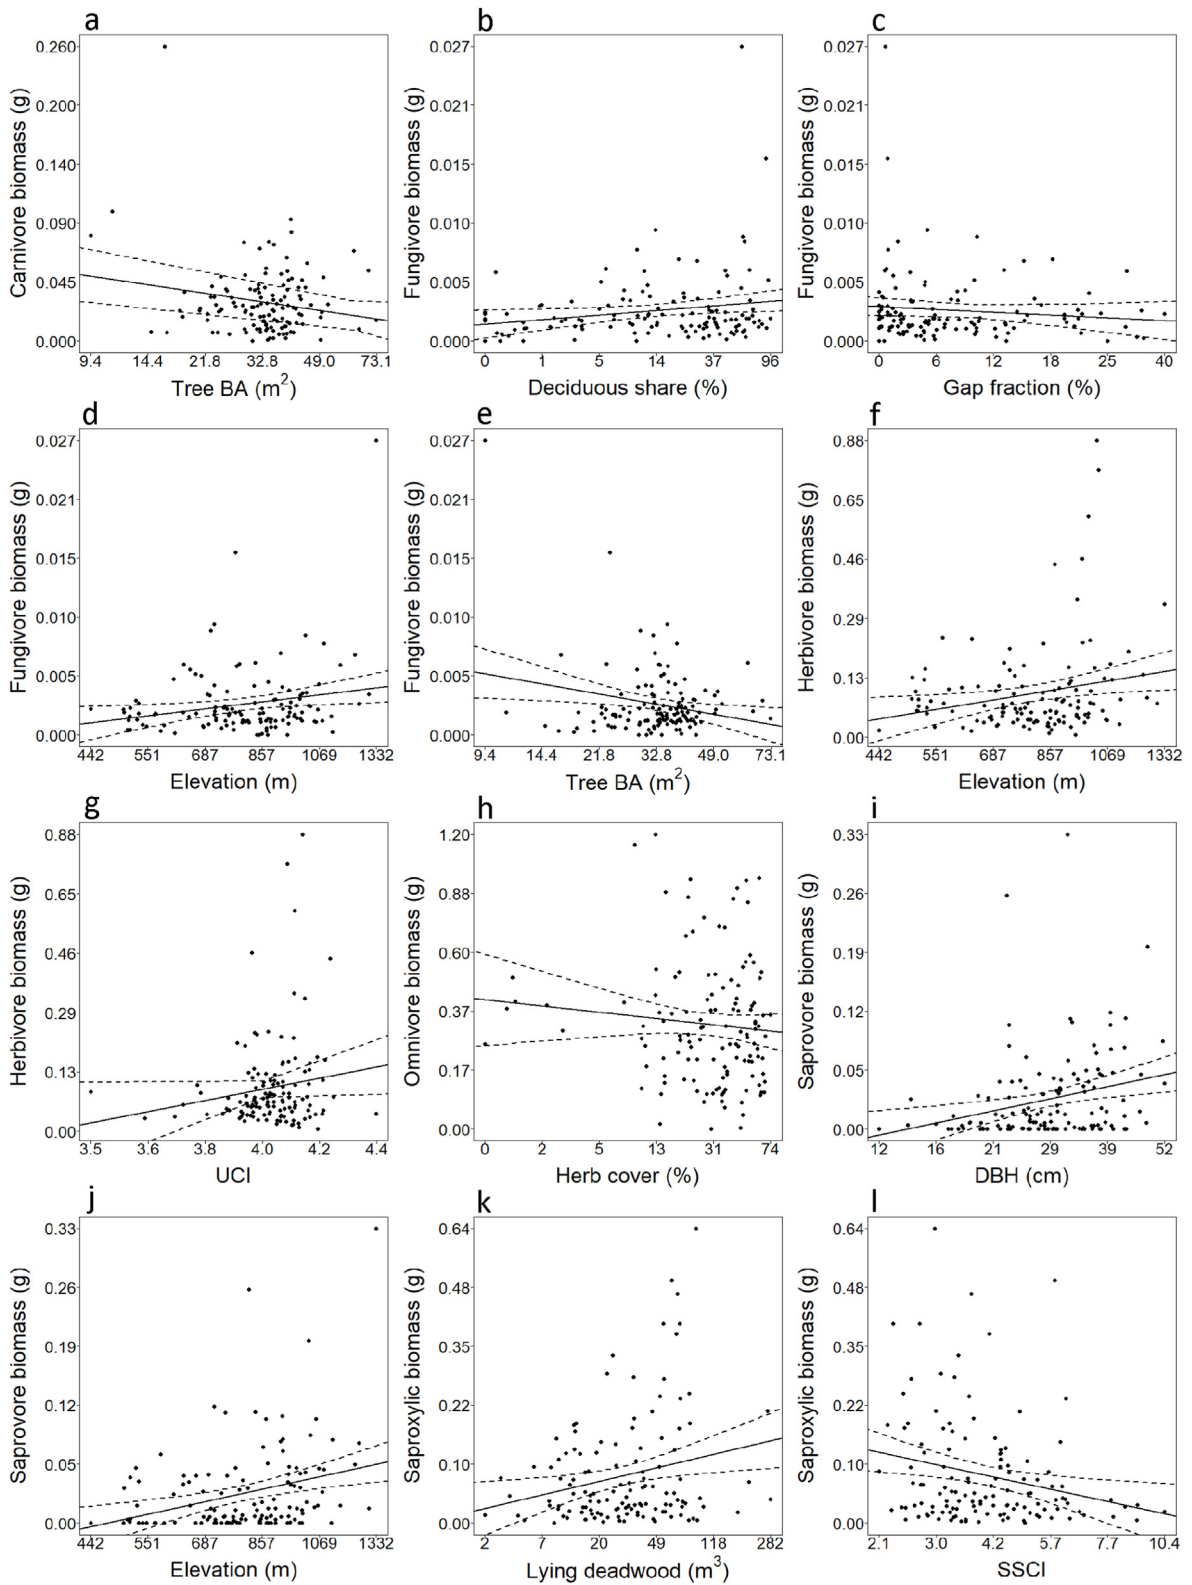 a
b
c
Carnivore biomass (g)
0.260
0.200
0.140
0.090
0.045
0.000
9.4 14.4 21.8 32.8 49.0 73.1
Tree BA (m²)
Fungivore biomass (g)
0.027
0.021
0.015
0.010
0.005
0.000
0 1 5 14 37 96
Deciduous share (%)
Fungivore biomass (g)
0.027
0.021
0.015
0.010
0.005
0.000
0 6 12 18 25 40
Gap fraction (%)
d
e
f
Fungivore biomass (g)
0.027
0.021
0.015
0.010
0.005
0.000
442 551 687 857 1069 1332
Elevation (m)
Fungivore biomass (g)
0.027
0.021
0.015
0.010
0.005
0.000
9.4 14.4 21.8 32.8 49.0 73.1
Tree BA (m²)
Herbivore biomass (g)
0.88
0.65
0.46
0.29
0.13
0.00
442 551 687 857 1069 1332
Elevation (m)
g
h
i
Herbivore biomass (g)
0.88
0.65
0.46
0.29
0.13
0.00
3.5 3.6 3.8 4.0 4.2 4.4
UCI
Omnivore biomass (g)
1.20
0.88
0.60
0.37
0.17
0.00
0 2 5 13 31 74
Herb cover (%)
Saprovore biomass (g)
0.33
0.26
0.19
0.12
0.05
0.00
12 16 21 29 39 52
DBH (cm)
j
k
l
Saprovore biomass (g)
0.33
0.26
0.19
0.12
0.05
0.00
442 551 687 857 1069 1332
Elevation (m)
Saproxylic biomass (g)
0.64
0.48
0.35
0.22
0.10
0.00
2 7 20 49 118 282
Lying deadwood (m³)
Saproxylic biomass (g)
0.64
0.48
0.35
0.22
0.10
0.00
2.1 3.0 4.2 5.7 7.7 10.4
SSCI